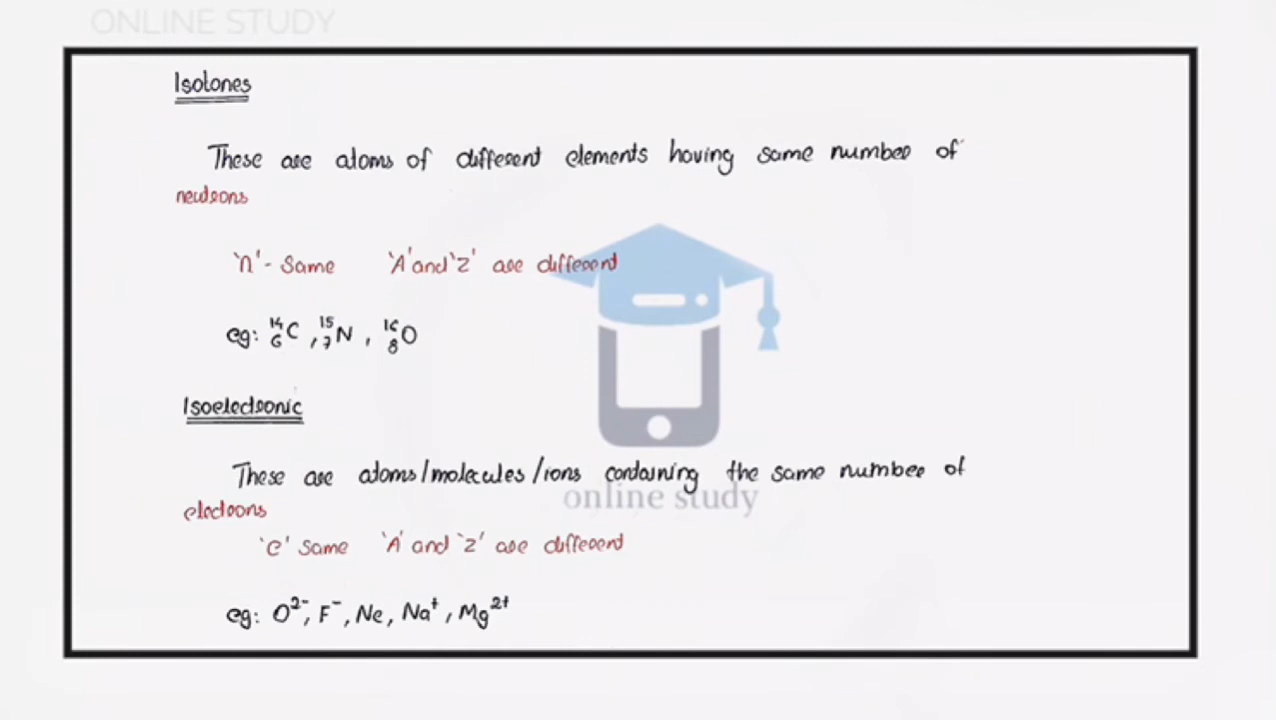 ONLINE STUDY
Isotones
These are atoms of different elements having same number of
neutrons
'n' - Same 'A' and 'Z' are different
eg: ¹⁴₆C, ¹⁵₇N, ¹⁶₈O
Isoelectronic
These are atoms/molecules/ions containing the same number of
online study
electrons
'e' Same 'A' and 'Z' are different
eg: O²⁻, F⁻, Ne, Na⁺, Mg²⁺